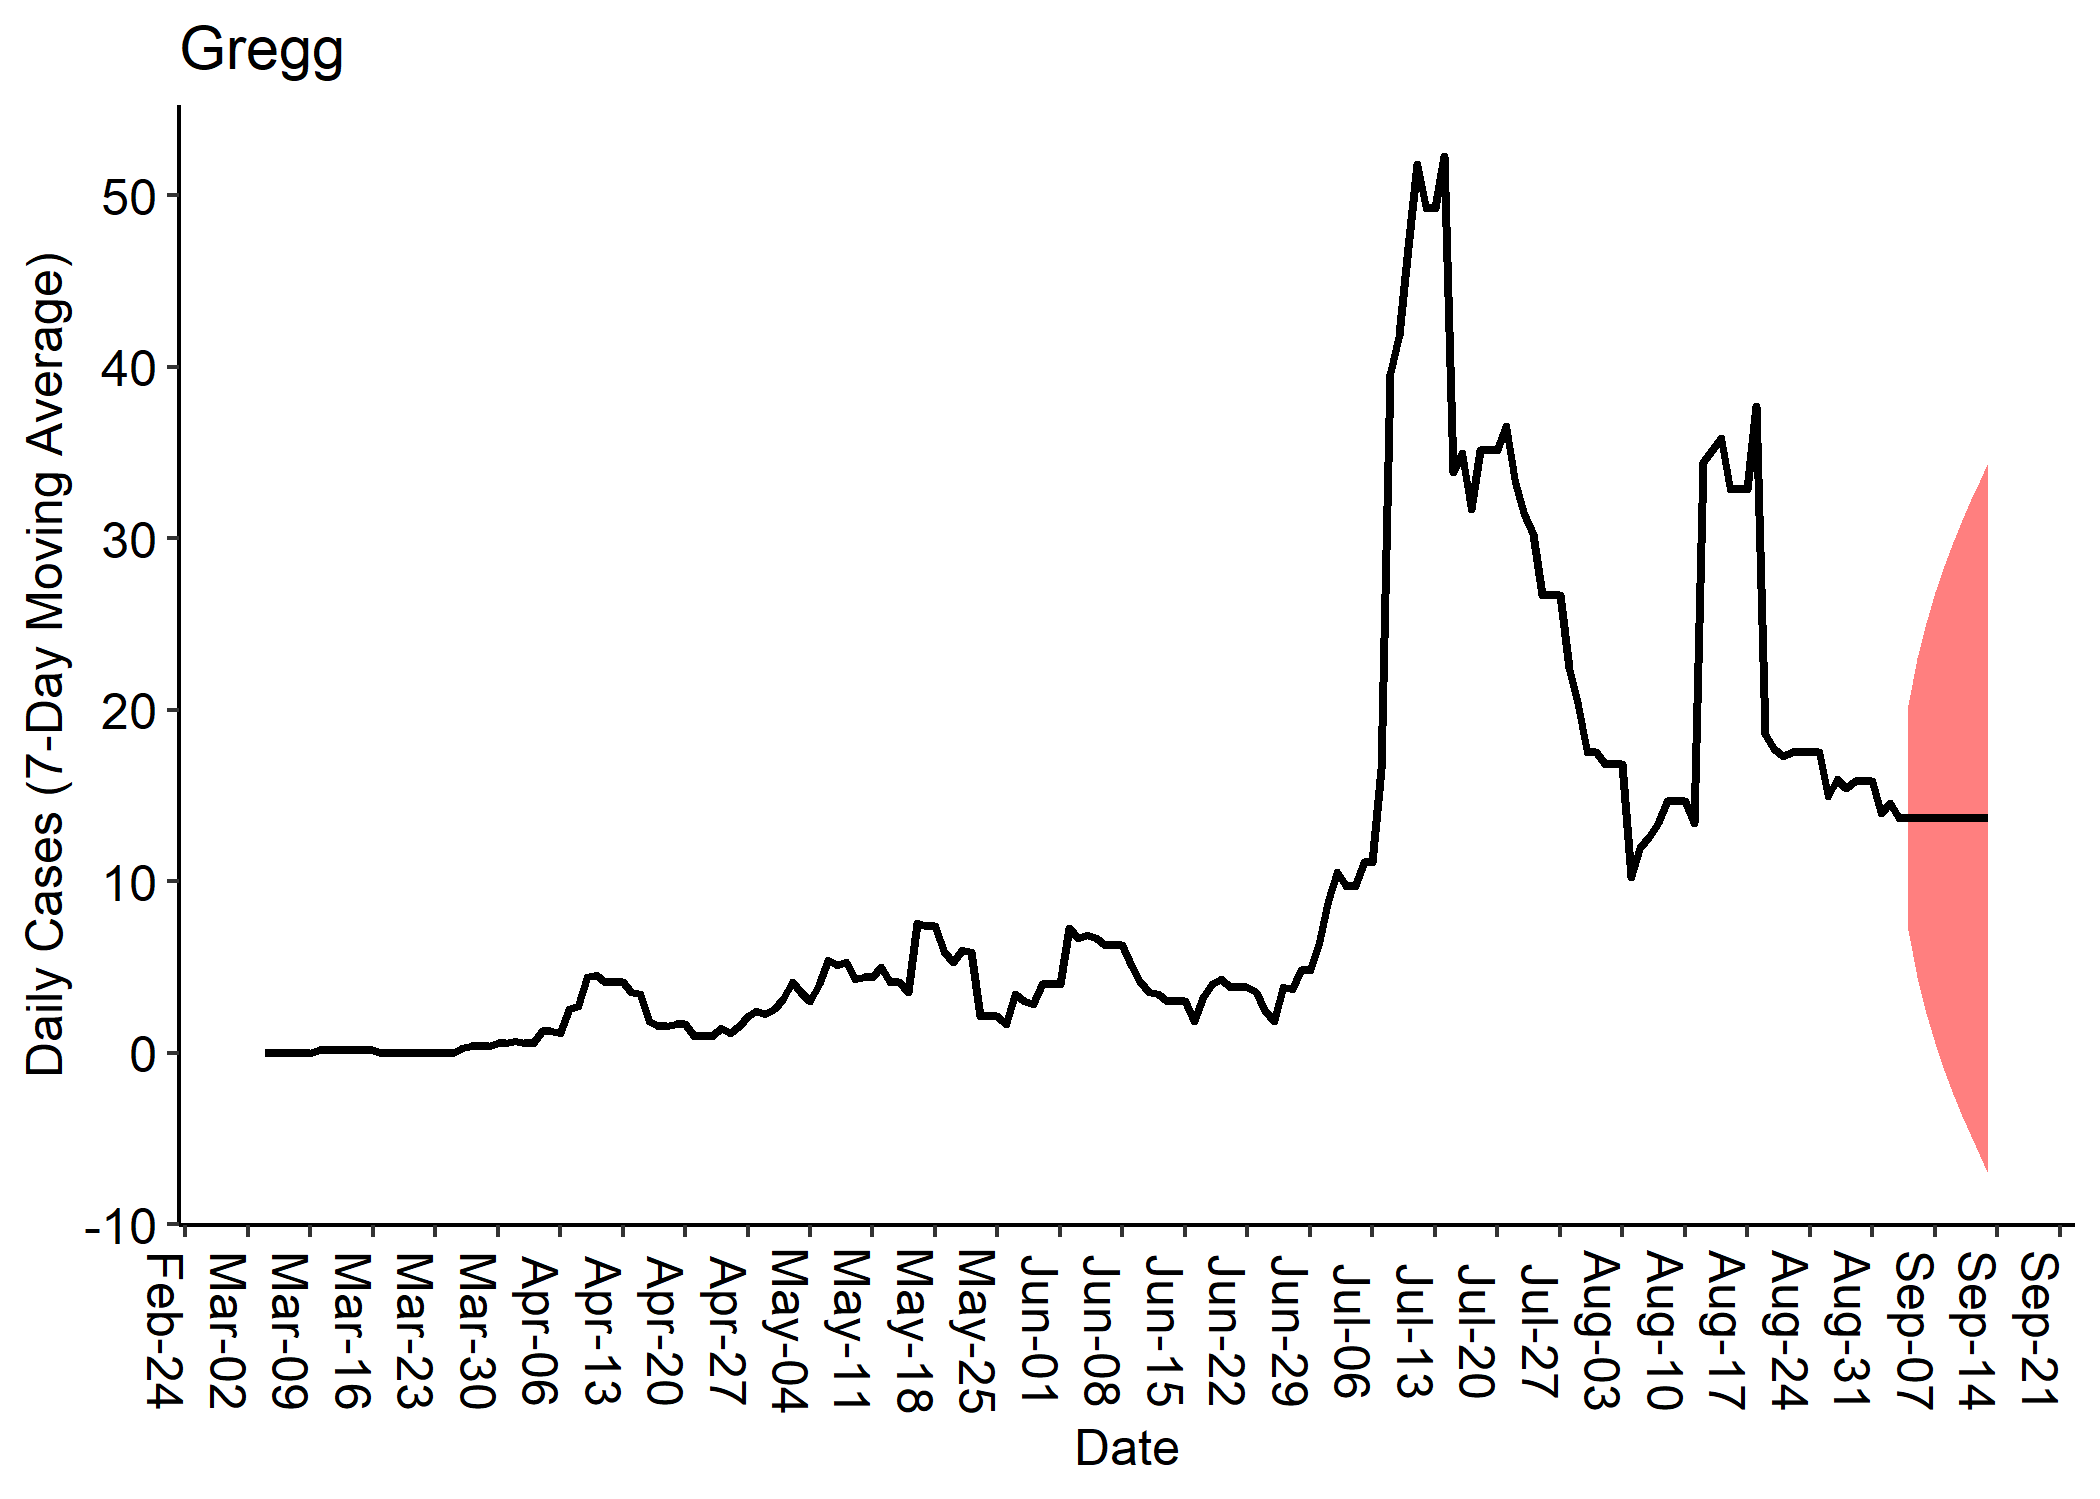 Gregg
Daily Cases (7-Day Moving Average)
50
40
30
20
10
0
-10
Feb-24
Mar-02
Mar-09
Mar-16
Mar-23
Mar-30
Apr-06
Apr-13
Apr-20
Apr-27
May-04
May-11
May-18
May-25
Jun-01
Jun-08
Jun-15
Jun-22
Jun-29
Jul-06
Jul-13
Jul-20
Jul-27
Aug-03
Aug-10
Aug-17
Aug-24
Aug-31
Sep-07
Sep-14
Sep-21
Date